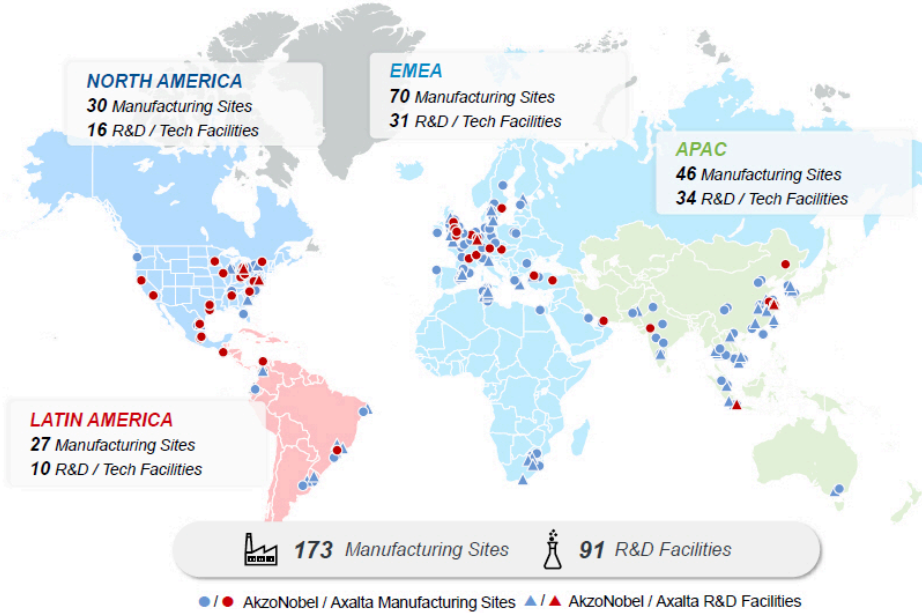 NORTH AMERICA
30 Manufacturing Sites
16 R&D / Tech Facilities
EMEA
70 Manufacturing Sites
31 R&D / Tech Facilities
APAC
46 Manufacturing Sites
34 R&D / Tech Facilities
LATIN AMERICA
27 Manufacturing Sites
10 R&D / Tech Facilities
173 Manufacturing Sites
91 R&D Facilities
/ AkzoNobel / Axalta Manufacturing Sites / AkzoNobel / Axalta R&D Facilities